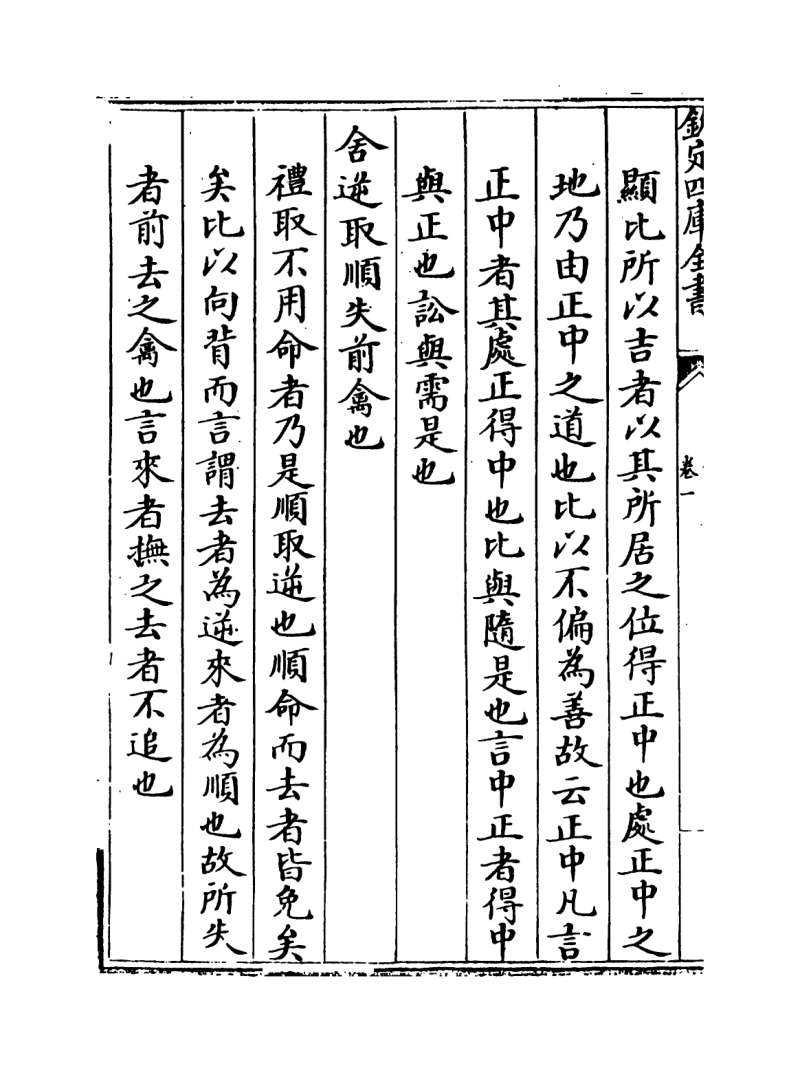 欽定四庫全書
卷一
顯比所以吉者以其所居之位得正中也處正中之
地乃由正中之道也比以不偏為善故云正中凡言
正中者其處正得中也比與隨是也言中正者得中
與正也訟與需是也
舍逆取順失前禽也
禮取不用命者乃是順取逆也順命而去者皆免矣
矣比以向背而言謂去者為逆來者為順也故所失
者前去之禽也言來者撫之去者不追也